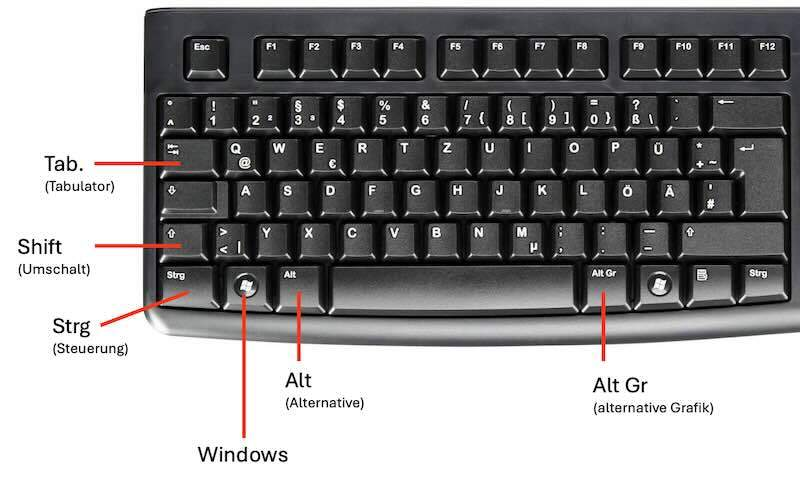 Esc F1 F2 F3 F4 F5 F6 F7 F8 F9 F10 F11 F12
° ! " § $ % & / ( ) = ? `
^ 1 2 ² 3 ³ 4 5 6 7 { 8 [ 9 ] 0 } ß \ ´
Q W E R T Z U I O P Ü *
@ € + ~
Tab.
(Tabulator)
A S D F G H J K L Ö Ä '
#
> Y X C V B N M ; : —
< | µ , . -
Shift
(Umschalt)
Strg Alt Alt Gr Strg
Strg
(Steuerung)
Alt
(Alternative)
Alt Gr
(alternative Grafik)
Windows